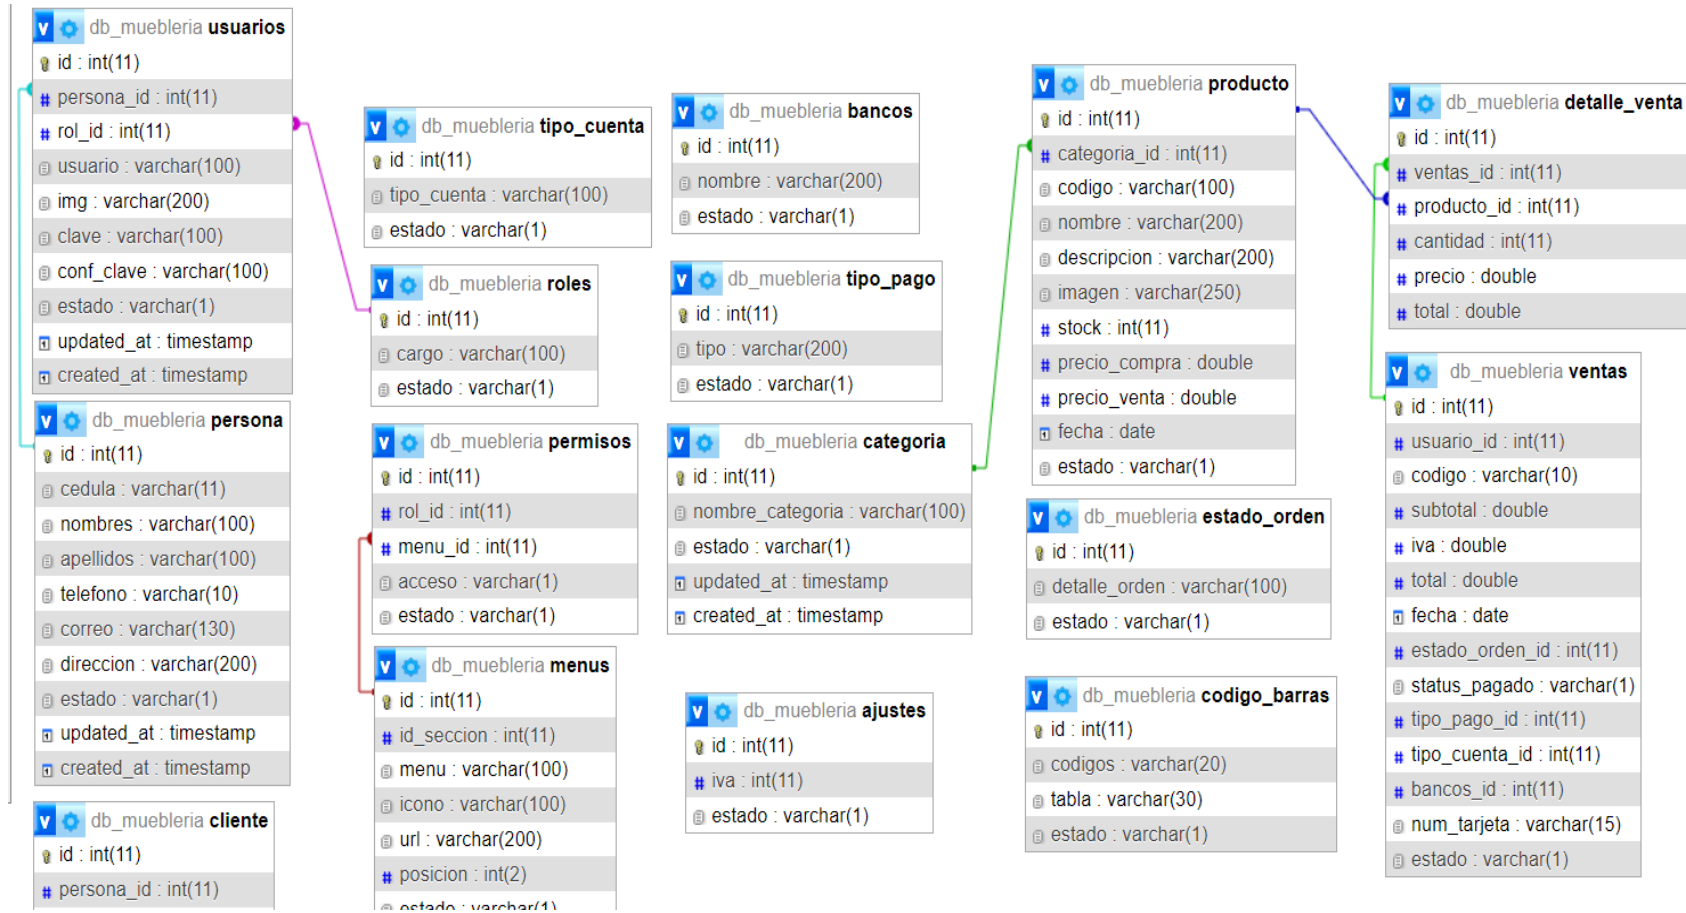 db_muebleria usuarios
id : int(11)
persona_id : int(11)
rol_id : int(11)
usuario : varchar(100)
img : varchar(200)
clave : varchar(100)
conf_clave : varchar(100)
estado : varchar(1)
updated_at : timestamp
created_at : timestamp
db_muebleria persona
id : int(11)
cedula : varchar(11)
nombres : varchar(100)
apellidos : varchar(100)
telefono : varchar(10)
correo : varchar(130)
direccion : varchar(200)
estado : varchar(1)
updated_at : timestamp
created_at : timestamp
db_muebleria cliente
id : int(11)
persona_id : int(11)
db_muebleria tipo_cuenta
id : int(11)
tipo_cuenta : varchar(100)
estado : varchar(1)
db_muebleria roles
id : int(11)
cargo : varchar(100)
estado : varchar(1)
db_muebleria permisos
id : int(11)
rol_id : int(11)
menu_id : int(11)
acceso : varchar(1)
estado : varchar(1)
db_muebleria menus
id : int(11)
id_seccion : int(11)
menu : varchar(100)
icono : varchar(100)
url : varchar(200)
posicion : int(2)
estado : varchar(1)
db_muebleria bancos
id : int(11)
nombre : varchar(200)
estado : varchar(1)
db_muebleria tipo_pago
id : int(11)
tipo : varchar(200)
estado : varchar(1)
db_muebleria categoria
id : int(11)
nombre_categoria : varchar(100)
estado : varchar(1)
updated_at : timestamp
created_at : timestamp
db_muebleria ajustes
id : int(11)
iva : int(11)
estado : varchar(1)
db_muebleria producto
id : int(11)
categoria_id : int(11)
codigo : varchar(100)
nombre : varchar(200)
descripcion : varchar(200)
imagen : varchar(250)
stock : int(11)
precio_compra : double
precio_venta : double
fecha : date
estado : varchar(1)
db_muebleria estado_orden
id : int(11)
detalle_orden : varchar(100)
estado : varchar(1)
db_muebleria codigo_barras
id : int(11)
codigos : varchar(20)
tabla : varchar(30)
estado : varchar(1)
db_muebleria detalle_venta
id : int(11)
ventas_id : int(11)
producto_id : int(11)
cantidad : int(11)
precio : double
total : double
db_muebleria ventas
id : int(11)
usuario_id : int(11)
codigo : varchar(10)
subtotal : double
iva : double
total : double
fecha : date
estado_orden_id : int(11)
status_pagado : varchar(1)
tipo_pago_id : int(11)
tipo_cuenta_id : int(11)
bancos_id : int(11)
num_tarjeta : varchar(15)
estado : varchar(1)